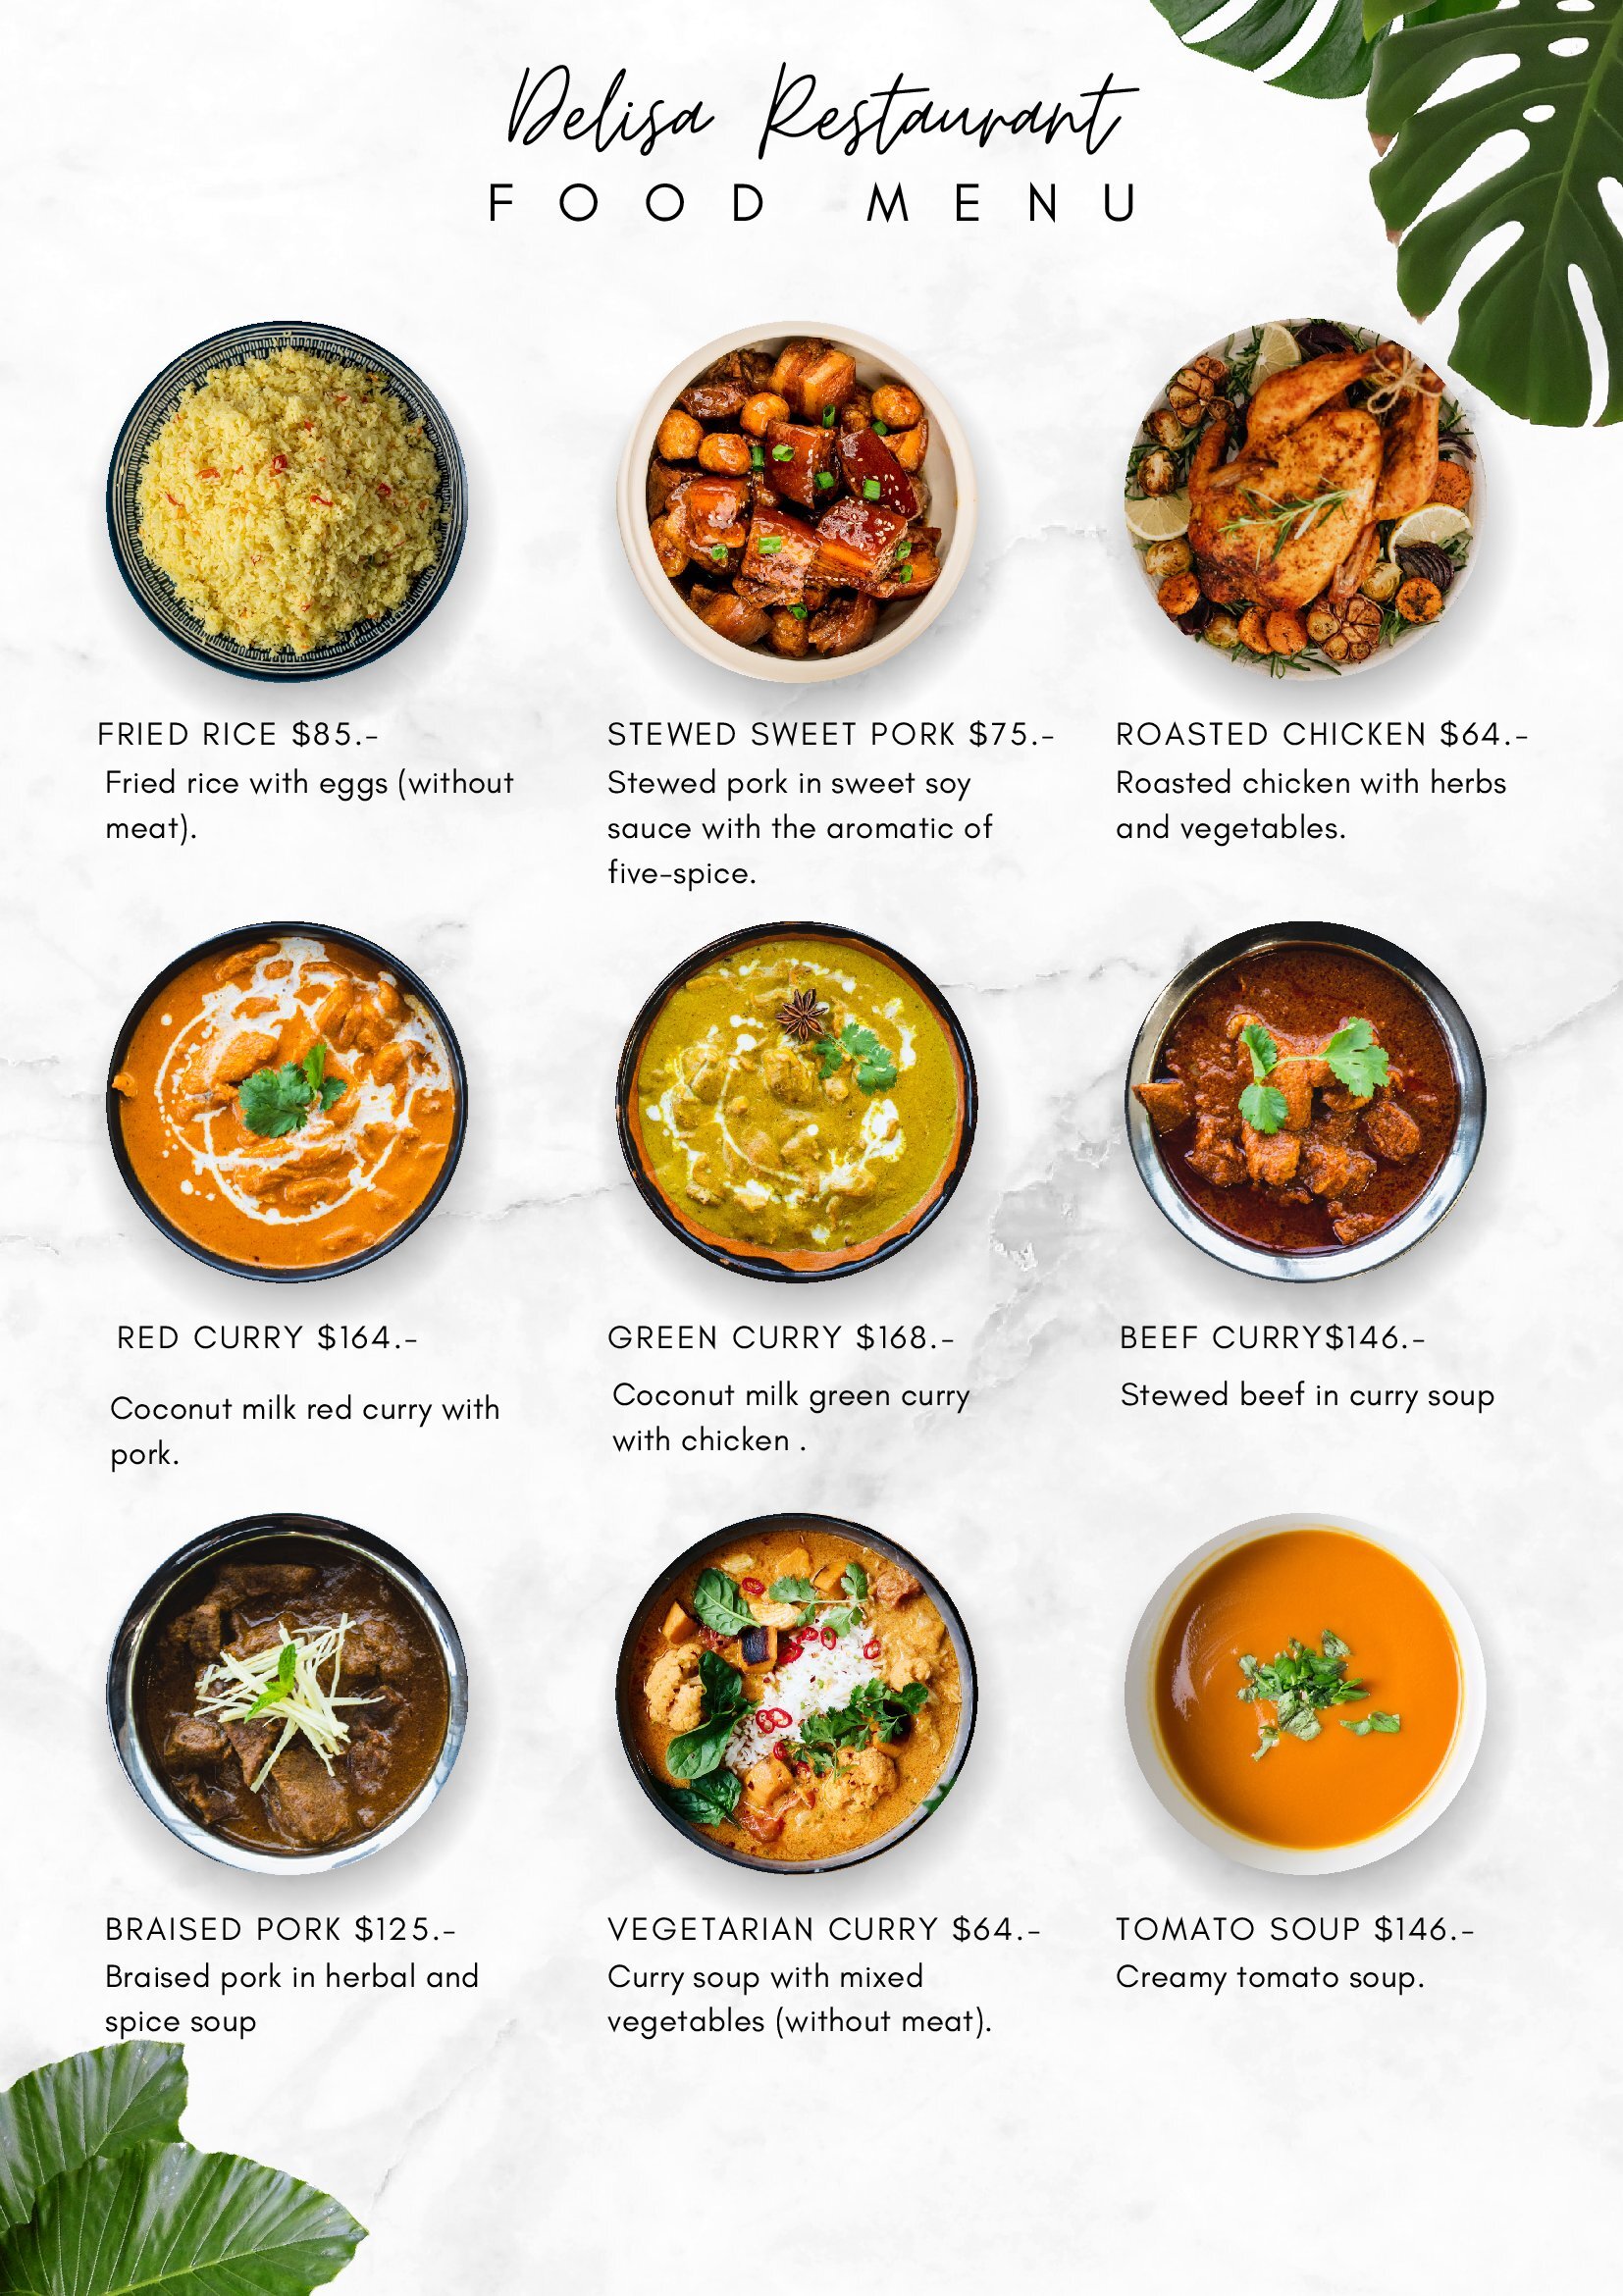 Delisa Restaurant
FOOD MENU
FRIED RICE $85.-
Fried rice with eggs (without
meat).
STEWED SWEET PORK $75.-
Stewed pork in sweet soy
sauce with the aromatic of
five-spice.
ROASTED CHICKEN $64.-
Roasted chicken with herbs
and vegetables.
RED CURRY $164.-
Coconut milk red curry with
pork.
GREEN CURRY $168.-
Coconut milk green curry
with chicken .
BEEF CURRY$146.-
Stewed beef in curry soup
BRAISED PORK $125.-
Braised pork in herbal and
spice soup
VEGETARIAN CURRY $64.-
Curry soup with mixed
vegetables (without meat).
TOMATO SOUP $146.-
Creamy tomato soup.